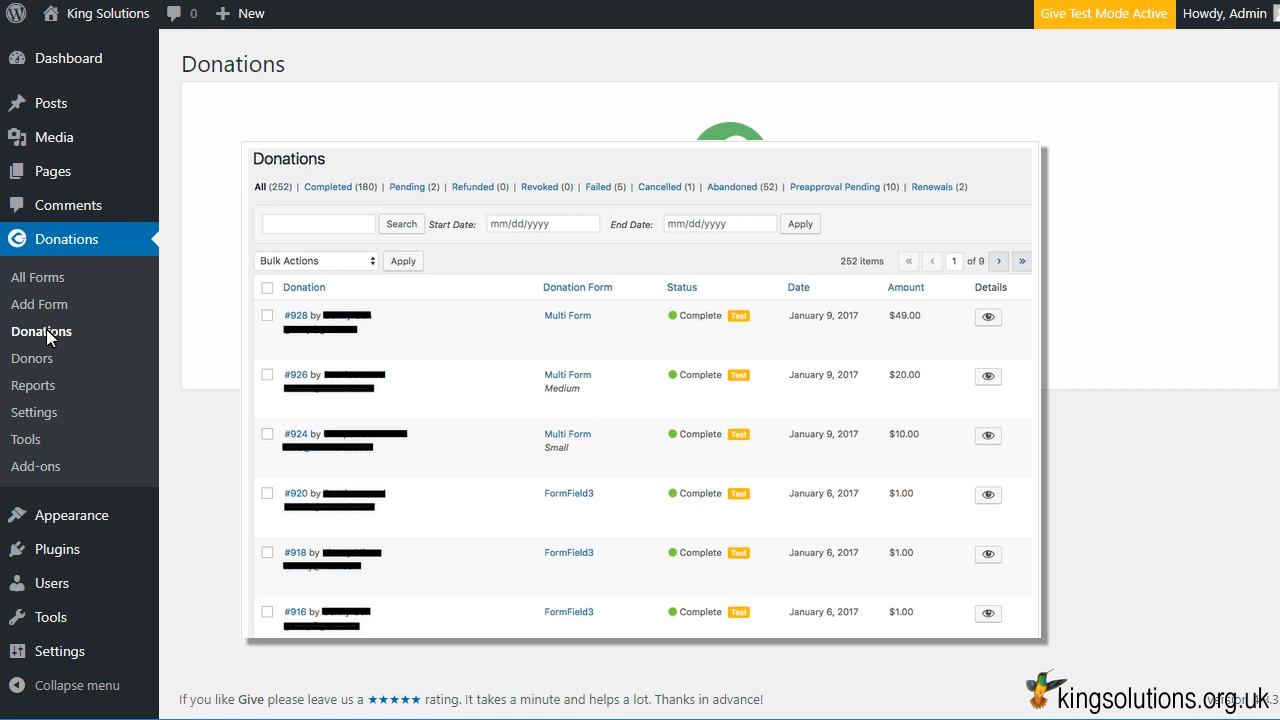 King Solutions 0 New Give Test Mode Active Howdy, Admin
Dashboard
Posts
Media
Pages
Comments
Donations
All Forms
Add Form
Donations
Donors
Reports
Settings
Tools
Add-ons
Appearance
Plugins
Users
Tools
Settings
Collapse menu
Donations
Donations
All (252) | Completed (180) | Pending (2) | Refunded (0) | Revoked (0) | Failed (5) | Cancelled (1) | Abandoned (52) | Preapproval Pending (10) | Renewals (2)
Search Start Date: mm/dd/yyyy End Date: mm/dd/yyyy Apply
Bulk Actions Apply 252 items « ‹ 1 of 9 › »
Donation Donation Form Status Date Amount Details
#928 by Multi Form Complete Test January 9, 2017 $49.00
#926 by Multi Form Complete Test January 9, 2017 $20.00
Medium
#924 by Multi Form Complete Test January 9, 2017 $10.00
Small
#920 by FormField3 Complete Test January 6, 2017 $1.00
#918 by FormField3 Complete Test January 6, 2017 $1.00
#916 by FormField3 Complete Test January 6, 2017 $1.00
If you like Give please leave us a ★★★★★ rating. It takes a minute and helps a lot. Thanks in advance!
kingsolutions.org.uk